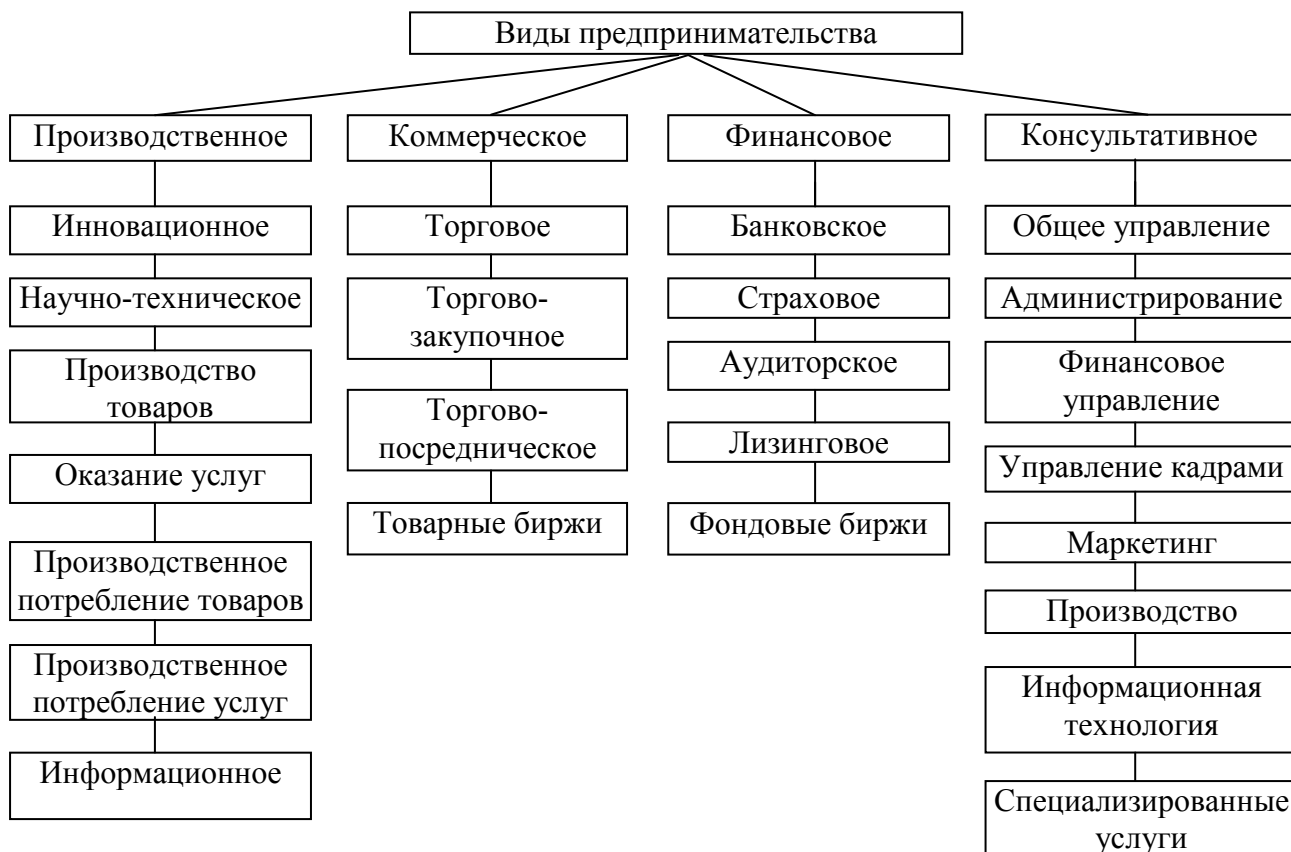 Виды предпринимательства
Производственное
Инновационное
Научно-техническое
Производство
товаров
Оказание услуг
Производственное
потребление товаров
Производственное
потребление услуг
Информационное
Коммерческое
Торговое
Торгово-
закупочное
Торгово-
посредническое
Товарные биржи
Финансовое
Банковское
Страховое
Аудиторское
Лизинговое
Фондовые биржи
Консультативное
Общее управление
Администрирование
Финансовое
управление
Управление кадрами
Маркетинг
Производство
Информационная
технология
Специализированные
услуги